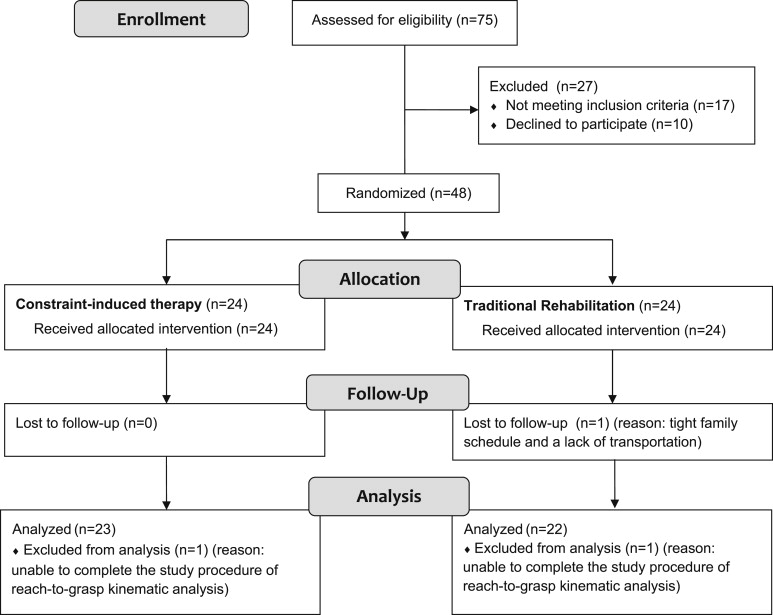 Enrollment
Assessed for eligibility (n=75)
Excluded (n=27)
♦ Not meeting inclusion criteria (n=17)
♦ Declined to participate (n=10)
Randomized (n=48)
Allocation
Constraint-induced therapy (n=24)
Received allocated intervention (n=24)
Traditional Rehabilitation (n=24)
Received allocated intervention (n=24)
Follow-Up
Lost to follow-up (n=0)
Lost to follow-up (n=1) (reason: tight family
schedule and a lack of transportation)
Analysis
Analyzed (n=23)
♦ Excluded from analysis (n=1) (reason:
unable to complete the study procedure of
reach-to-grasp kinematic analysis)
Analyzed (n=22)
♦ Excluded from analysis (n=1) (reason:
unable to complete the study procedure of
reach-to-grasp kinematic analysis)